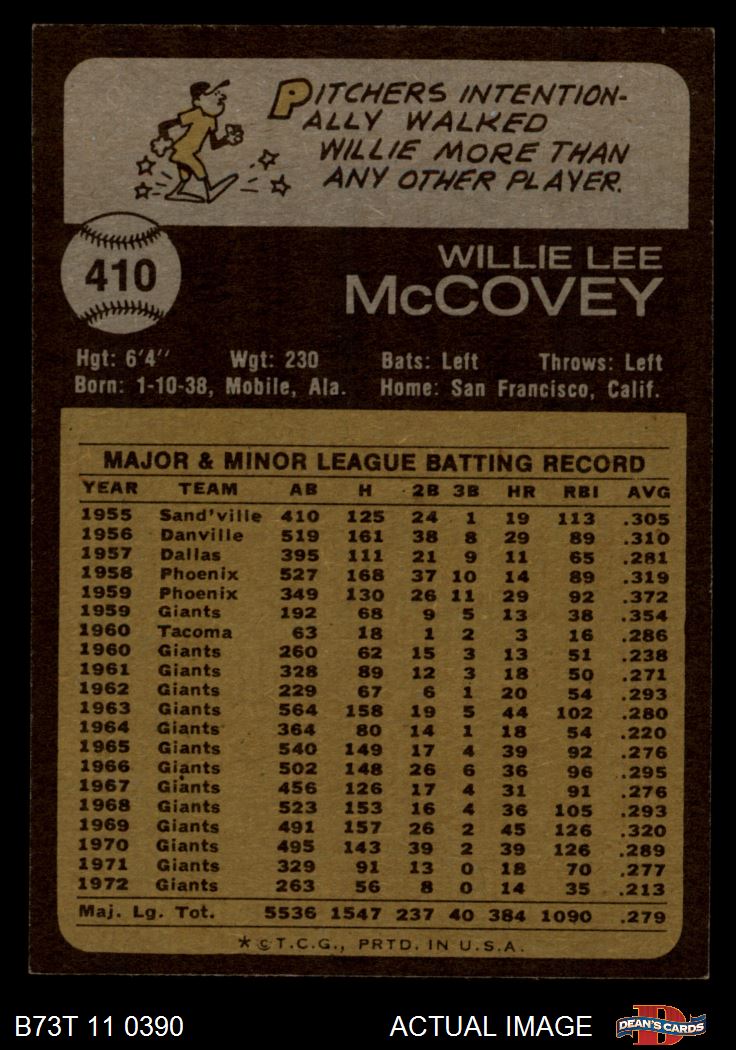 PITCHERS INTENTION-
ALLY WALKED
WILLIE MORE THAN
ANY OTHER PLAYER.
410
WILLIE LEE
McCOVEY
Hgt: 6'4" Wgt: 230 Bats: Left Throws: Left
Born: 1-10-38, Mobile, Ala. Home: San Francisco, Calif.
MAJOR & MINOR LEAGUE BATTING RECORD
YEAR TEAM AB H 2B 3B HR RBI AVG
1955 Sand'ville 410 125 24 1 19 113 .305
1956 Danville 519 161 38 8 29 89 .310
1957 Dallas 395 111 21 9 11 65 .281
1958 Phoenix 527 168 37 10 14 89 .319
1959 Phoenix 349 130 26 11 29 92 .372
1959 Giants 192 68 9 5 13 38 .354
1960 Tacoma 63 18 1 2 3 16 .286
1960 Giants 260 62 15 3 13 51 .238
1961 Giants 328 89 12 3 18 50 .271
1962 Giants 229 67 6 1 20 54 .293
1963 Giants 564 158 19 5 44 102 .280
1964 Giants 364 80 14 1 18 54 .220
1965 Giants 540 149 17 4 39 92 .276
1966 Giants 502 148 26 6 36 96 .295
1967 Giants 456 126 17 4 31 91 .276
1968 Giants 523 153 16 4 36 105 .293
1969 Giants 491 157 26 2 45 126 .320
1970 Giants 495 143 39 2 39 126 .289
1971 Giants 329 91 13 0 18 70 .277
1972 Giants 263 56 8 0 14 35 .213
Maj. Lg. Tot. 5536 1547 237 40 384 1090 .279
*©T.C.G., PRTD. IN U.S.A.
B73T 11 0390 ACTUAL IMAGE D DEAN'S CARDS